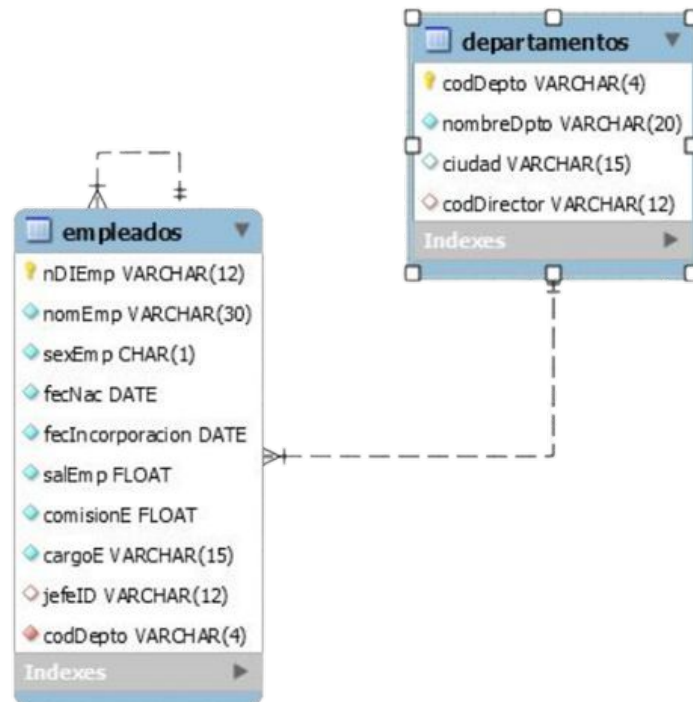 departamentos
codDepto VARCHAR(4)
nombreDpto VARCHAR(20)
ciudad VARCHAR(15)
codDirector VARCHAR(12)
Indexes
empleados
nDIEmp VARCHAR(12)
nomEmp VARCHAR(30)
sexEmp CHAR(1)
fecNac DATE
fecIncorporacion DATE
salEmp FLOAT
comisionE FLOAT
cargoE VARCHAR(15)
jefeID VARCHAR(12)
codDepto VARCHAR(4)
Indexes